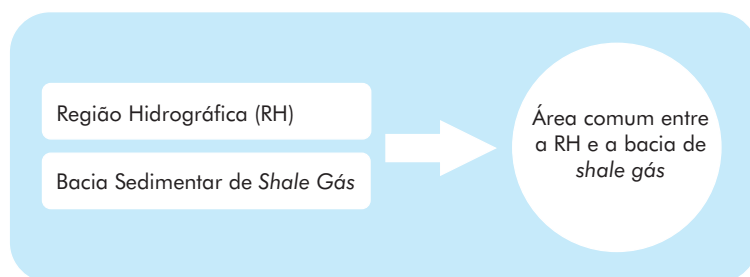 Região Hidrográfica (RH)
Bacia Sedimentar de Shale Gás
Área comum entre
a RH e a bacia de
shale gás